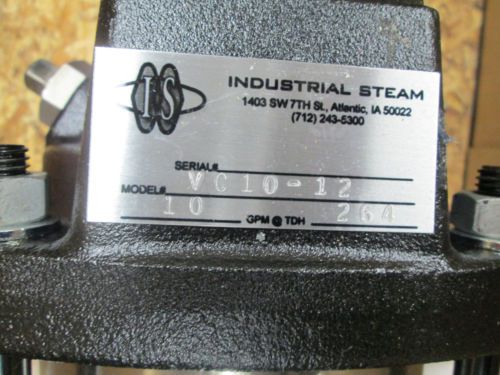 IS
INDUSTRIAL STEAM
1403 SW 7TH St., Atlantic, IA 50022
(712) 243-5300
SERIAL#
MODEL# VC10-12
10 GPM @ TDH 264